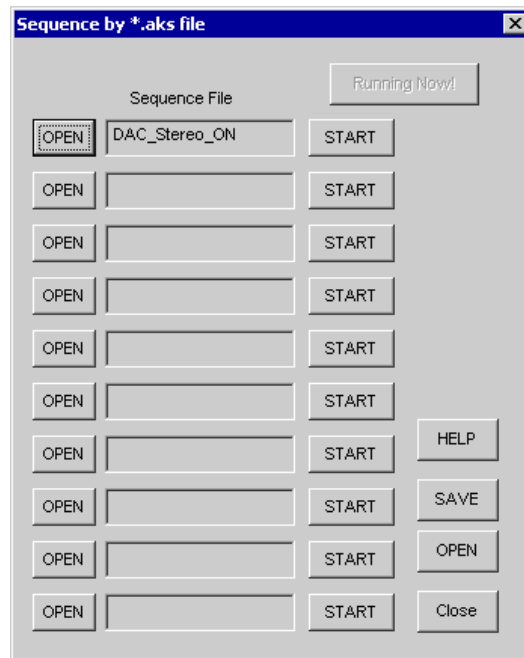 Sequence by *.aks file
Running Now!
Sequence File
OPEN DAC_Stereo_ON START
OPEN START
OPEN START
OPEN START
OPEN START
OPEN START
OPEN START HELP
OPEN START SAVE
OPEN START OPEN
OPEN START Close